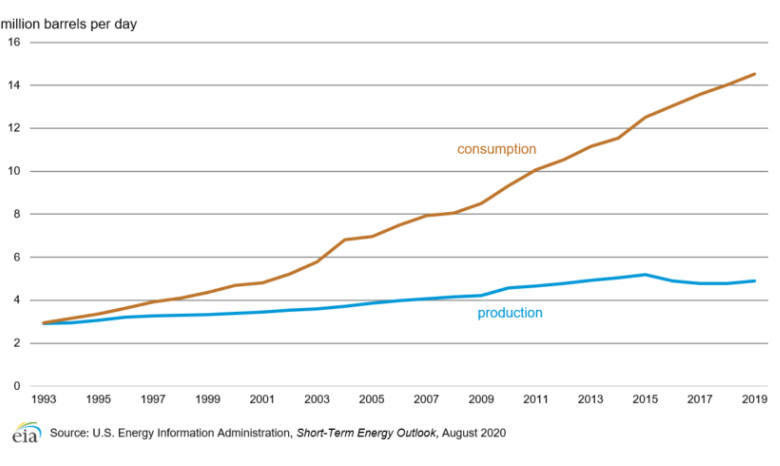 million barrels per day
16
14
12
consumption
10
8
6
4
production
2
0
1993 1995 1997 1999 2001 2003 2005 2007 2009 2011 2013 2015 2017 2019
eia Source: U.S. Energy Information Administration, Short-Term Energy Outlook, August 2020